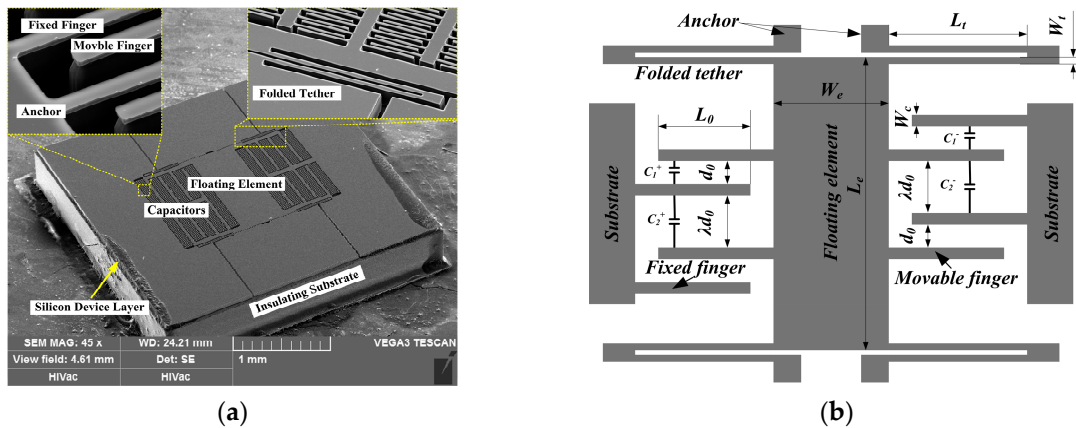 Fixed Finger
Movble Finger
Anchor
Folded Tether
Floating Element
Capacitors
Silicon Device Layer
Insulating Substrate
SEM MAG: 45 x
WD: 24.21 mm
VEGA3 TESCAN
View field: 4.61 mm
Det: SE
1 mm
HiVac
HiVac
(a)
Anchor
Lt
Wt
Folded tether
We
L0
Wc
C1+
d0
C1-
C2-
λd0
Substrate
Floating element
Le
Substrate
C2+
λd0
d0
Fixed finger
Movable finger
(b)